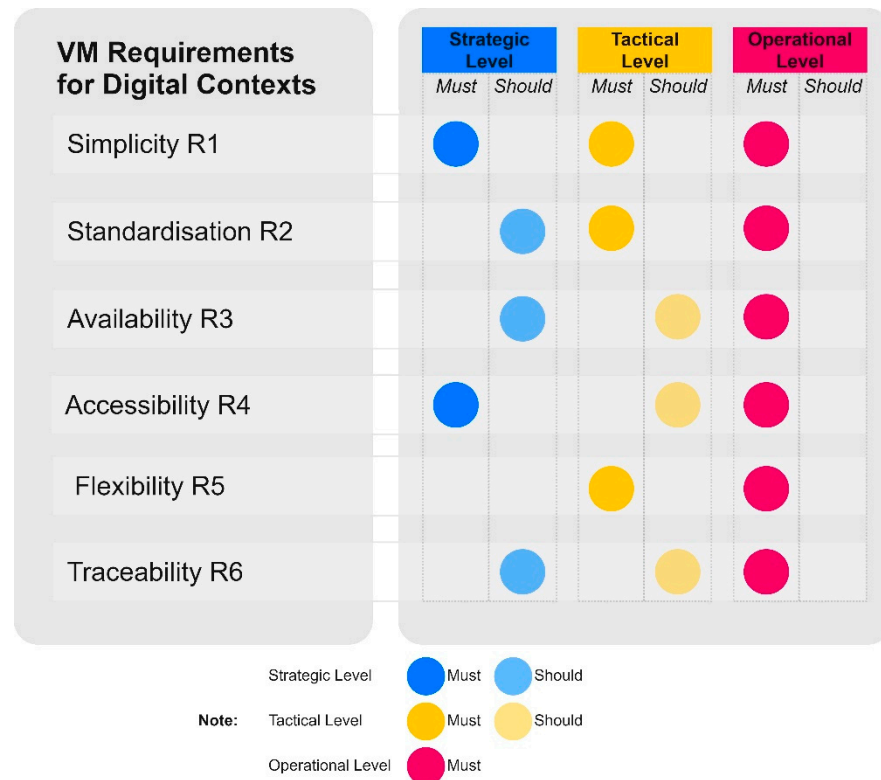 VM Requirements
for Digital Contexts
Strategic
Level
Tactical
Level
Operational
Level
Must Should Must Should Must Should
Simplicity R1
Standardisation R2
Availability R3
Accessibility R4
Flexibility R5
Traceability R6
Strategic Level Must Should
Note: Tactical Level Must Should
Operational Level Must